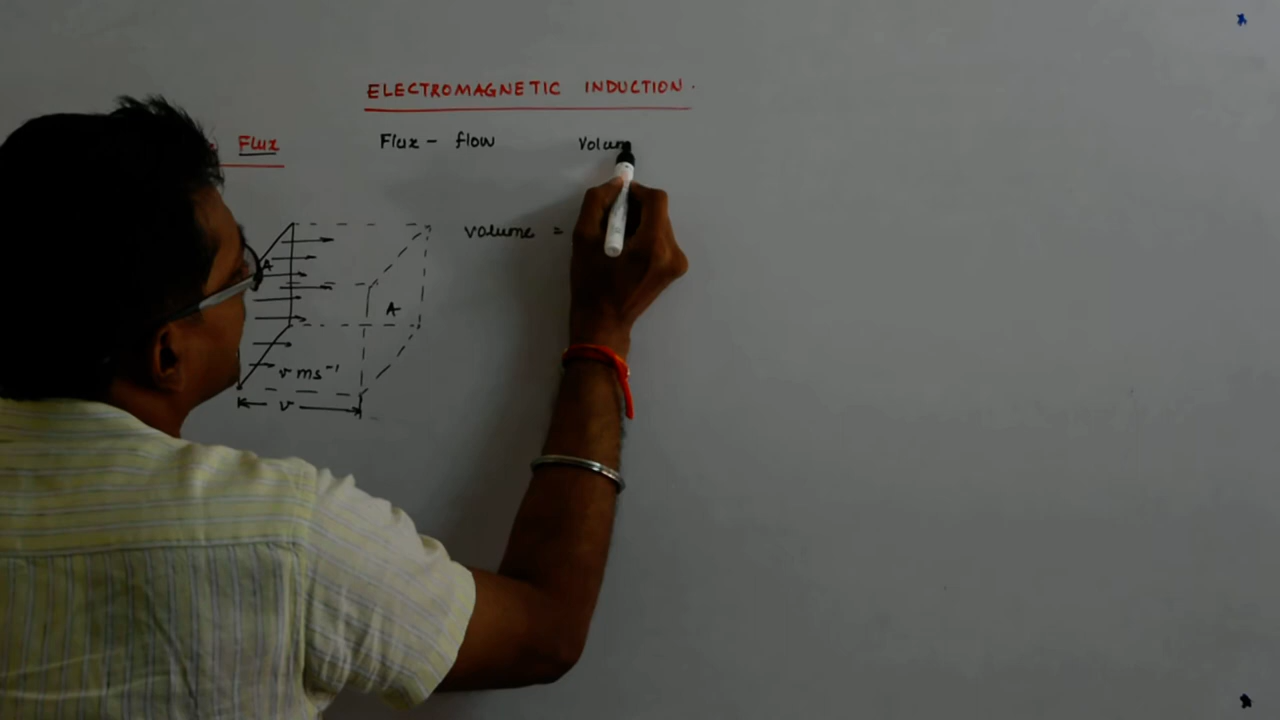 ELECTROMAGNETIC INDUCTION.
Flux
Flux - flow Volum
volume =
A
A
v ms⁻¹
v